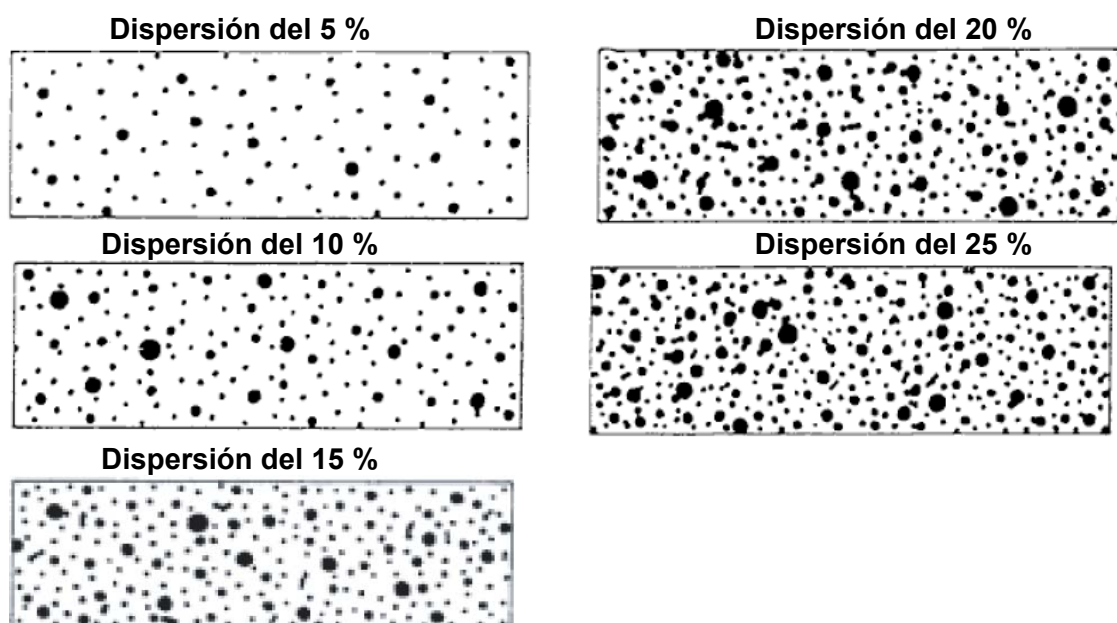 Dispersión del 5 %
Dispersión del 20 %
Dispersión del 10 %
Dispersión del 25 %
Dispersión del 15 %